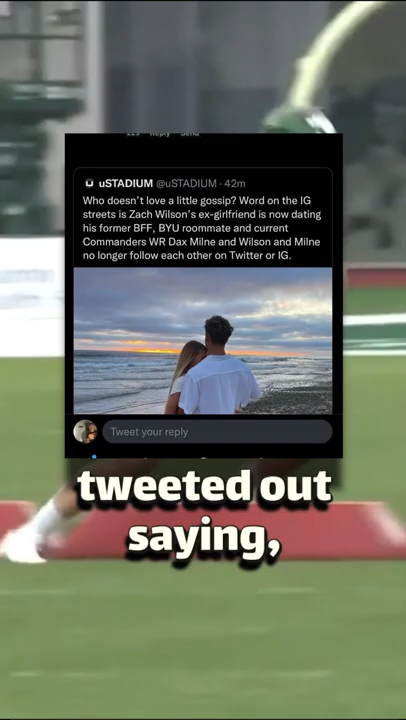 Reply Send
uSTADIUM @uSTADIUM · 42m
Who doesn't love a little gossip? Word on the IG
streets is Zach Wilson's ex-girlfriend is now dating
his former BFF, BYU roommate and current
Commanders WR Dax Milne and Wilson and Milne
no longer follow each other on Twitter or IG.
Tweet your reply
tweeted out
saying,